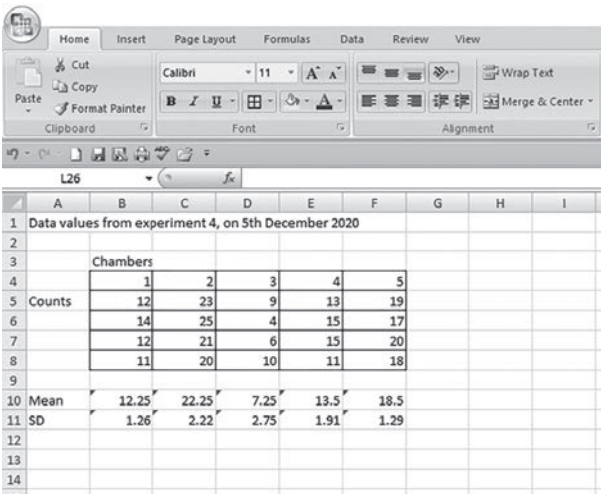 Home Insert Page Layout Formulas Data Review View
Cut
Copy
Format Painter
Paste
Calibri 11 A A
B I U A
Wrap Text
Merge & Center
Clipboard Font Alignment
L26 fx
A B C D E F G H I
1 Data values from experiment 4, on 5th December 2020
2
3 Chambers
4 1 2 3 4 5
5 Counts 12 23 9 13 19
6 14 25 4 15 17
7 12 21 6 15 20
8 11 20 10 11 18
9
10 Mean 12.25 22.25 7.25 13.5 18.5
11 SD 1.26 2.22 2.75 1.91 1.29
12
13
14